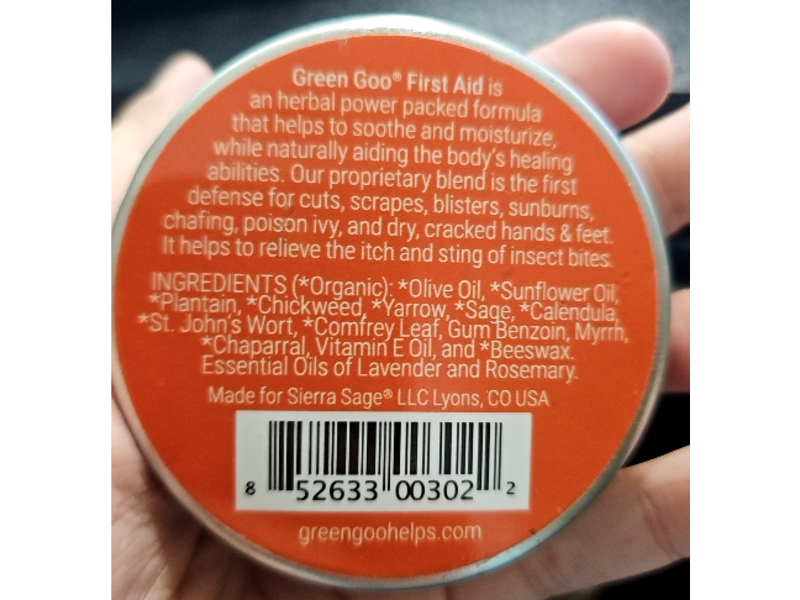 Green Goo® First Aid is
an herbal power packed formula
that helps to soothe and moisturize,
while naturally aiding the body's healing
abilities. Our proprietary blend is the first
defense for cuts, scrapes, blisters, sunburns,
chafing, poison ivy, and dry, cracked hands & feet.
It helps to relieve the itch and sting of insect bites.
INGREDIENTS (*Organic): *Olive Oil, *Sunflower Oil,
*Plantain, *Chickweed, *Yarrow, *Sage, *Calendula,
*St. John's Wort, *Comfrey Leaf, Gum Benzoin, Myrrh,
*Chaparral, Vitamin E Oil, and *Beeswax.
Essential Oils of Lavender and Rosemary.
Made for Sierra Sage® LLC Lyons, CO USA
8 52633 00302 2
greengoohelps.com